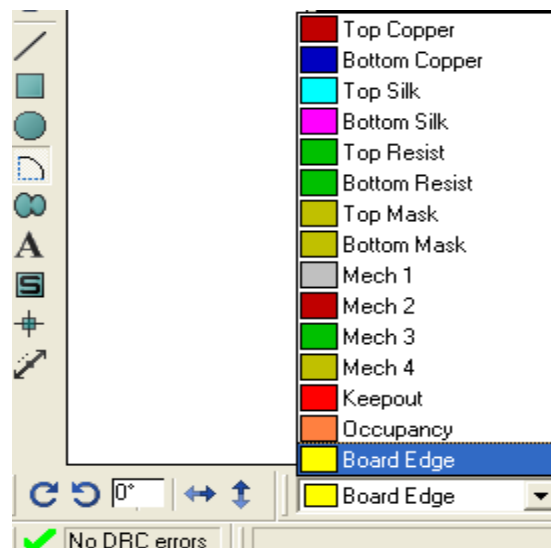 Top Copper
Bottom Copper
Top Silk
Bottom Silk
Top Resist
Bottom Resist
Top Mask
Bottom Mask
Mech 1
Mech 2
Mech 3
Mech 4
Keepout
Occupancy
Board Edge
0° Board Edge
No DRC errors